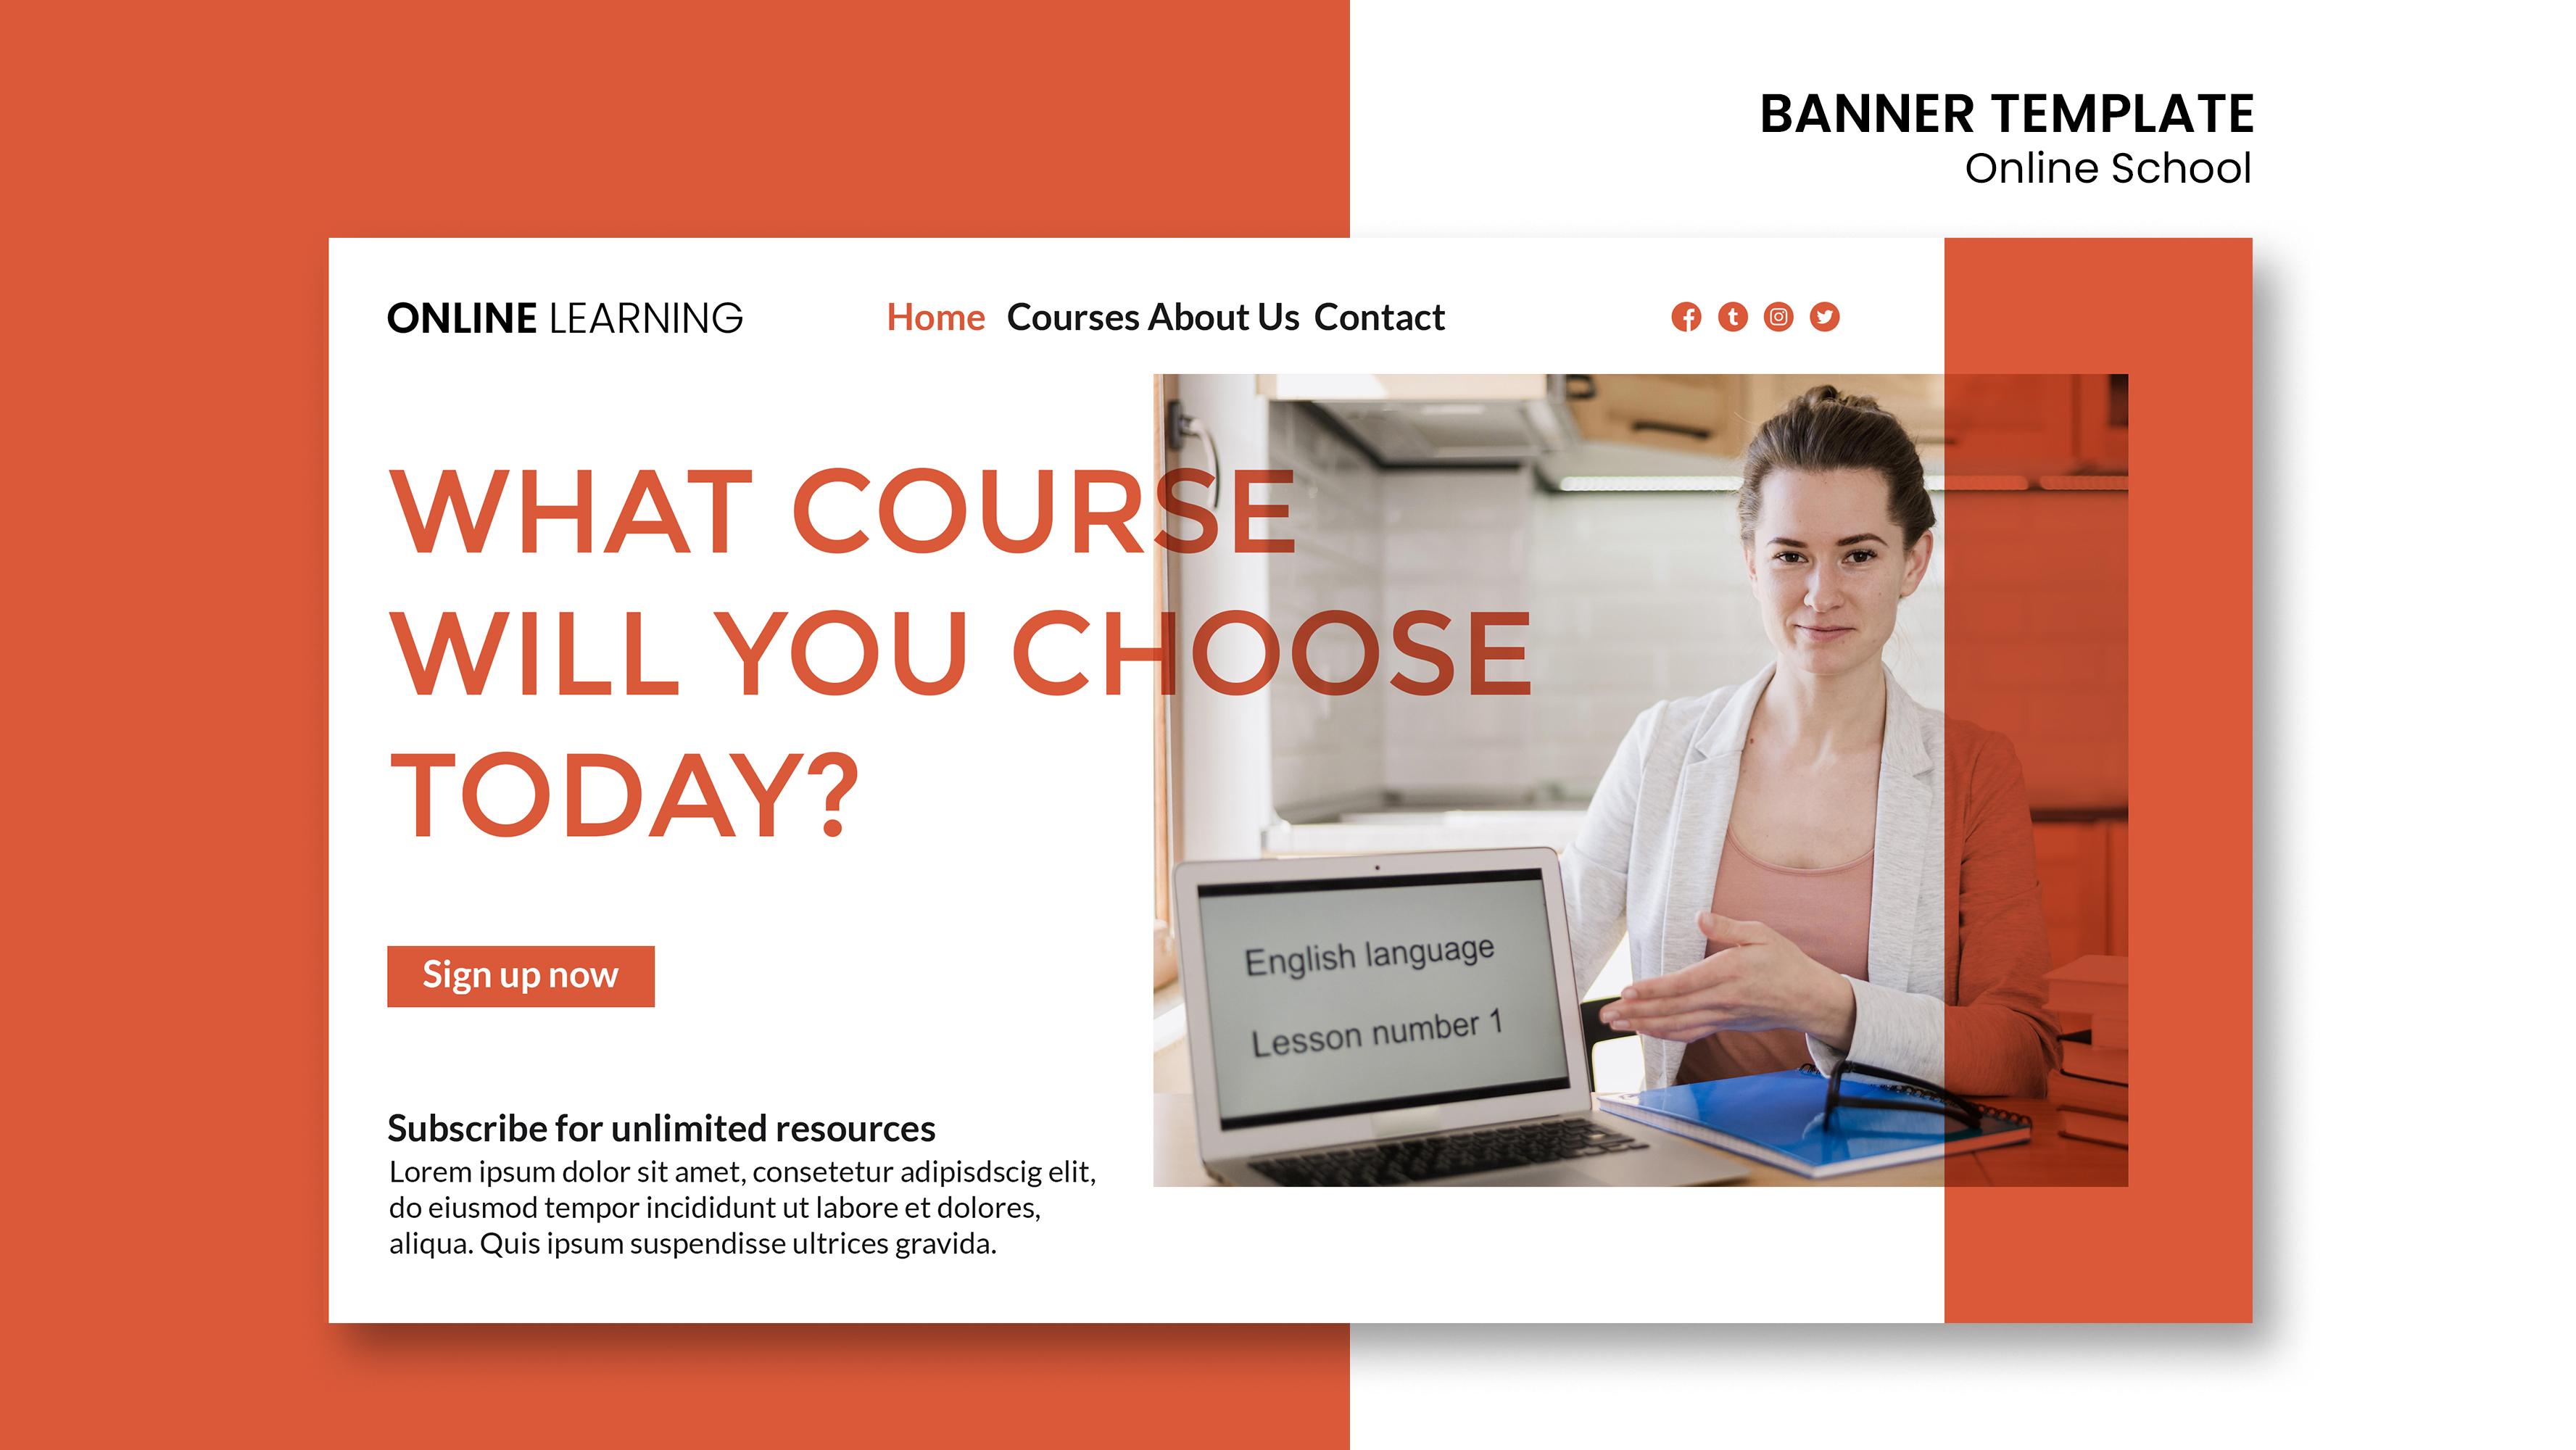 BANNER TEMPLATE
Online School
ONLINE LEARNING
Home Courses About Us Contact
WHAT COURSE
WILL YOU CHOOSE
TODAY?
English language
Lesson number 1
Sign up now
Subscribe for unlimited resources
Lorem ipsum dolor sit amet, consetetur adipisdscig elit,
do eiusmod tempor incididunt ut labore et dolores,
aliqua. Quis ipsum suspendisse ultrices gravida.